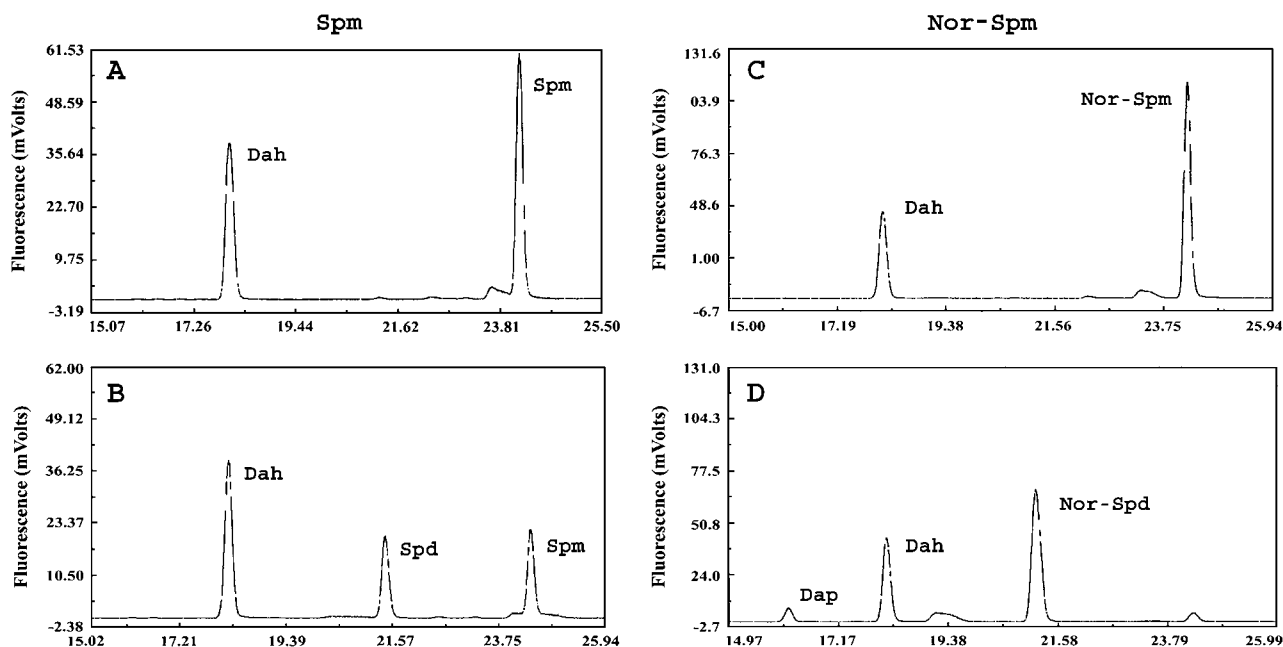 Spm
Nor-Spm
A
61.53
48.59
35.64
22.70
9.75
-3.19
Fluorescence (mVolts)
Dah
Spm
15.07 17.26 19.44 21.62 23.81 25.50
C
131.6
03.9
76.3
48.6
1.00
-6.7
Fluorescence (mVolts)
Dah
Nor-Spm
15.00 17.19 19.38 21.56 23.75 25.94
B
62.00
49.12
36.25
23.37
10.50
-2.38
Fluorescence (mVolts)
Dah
Spd
Spm
15.02 17.21 19.39 21.57 23.75 25.94
D
131.0
104.3
77.5
50.8
24.0
-2.7
Fluorescence (mVolts)
Dap
Dah
Nor-Spd
14.97 17.17 19.38 21.58 23.79 25.99